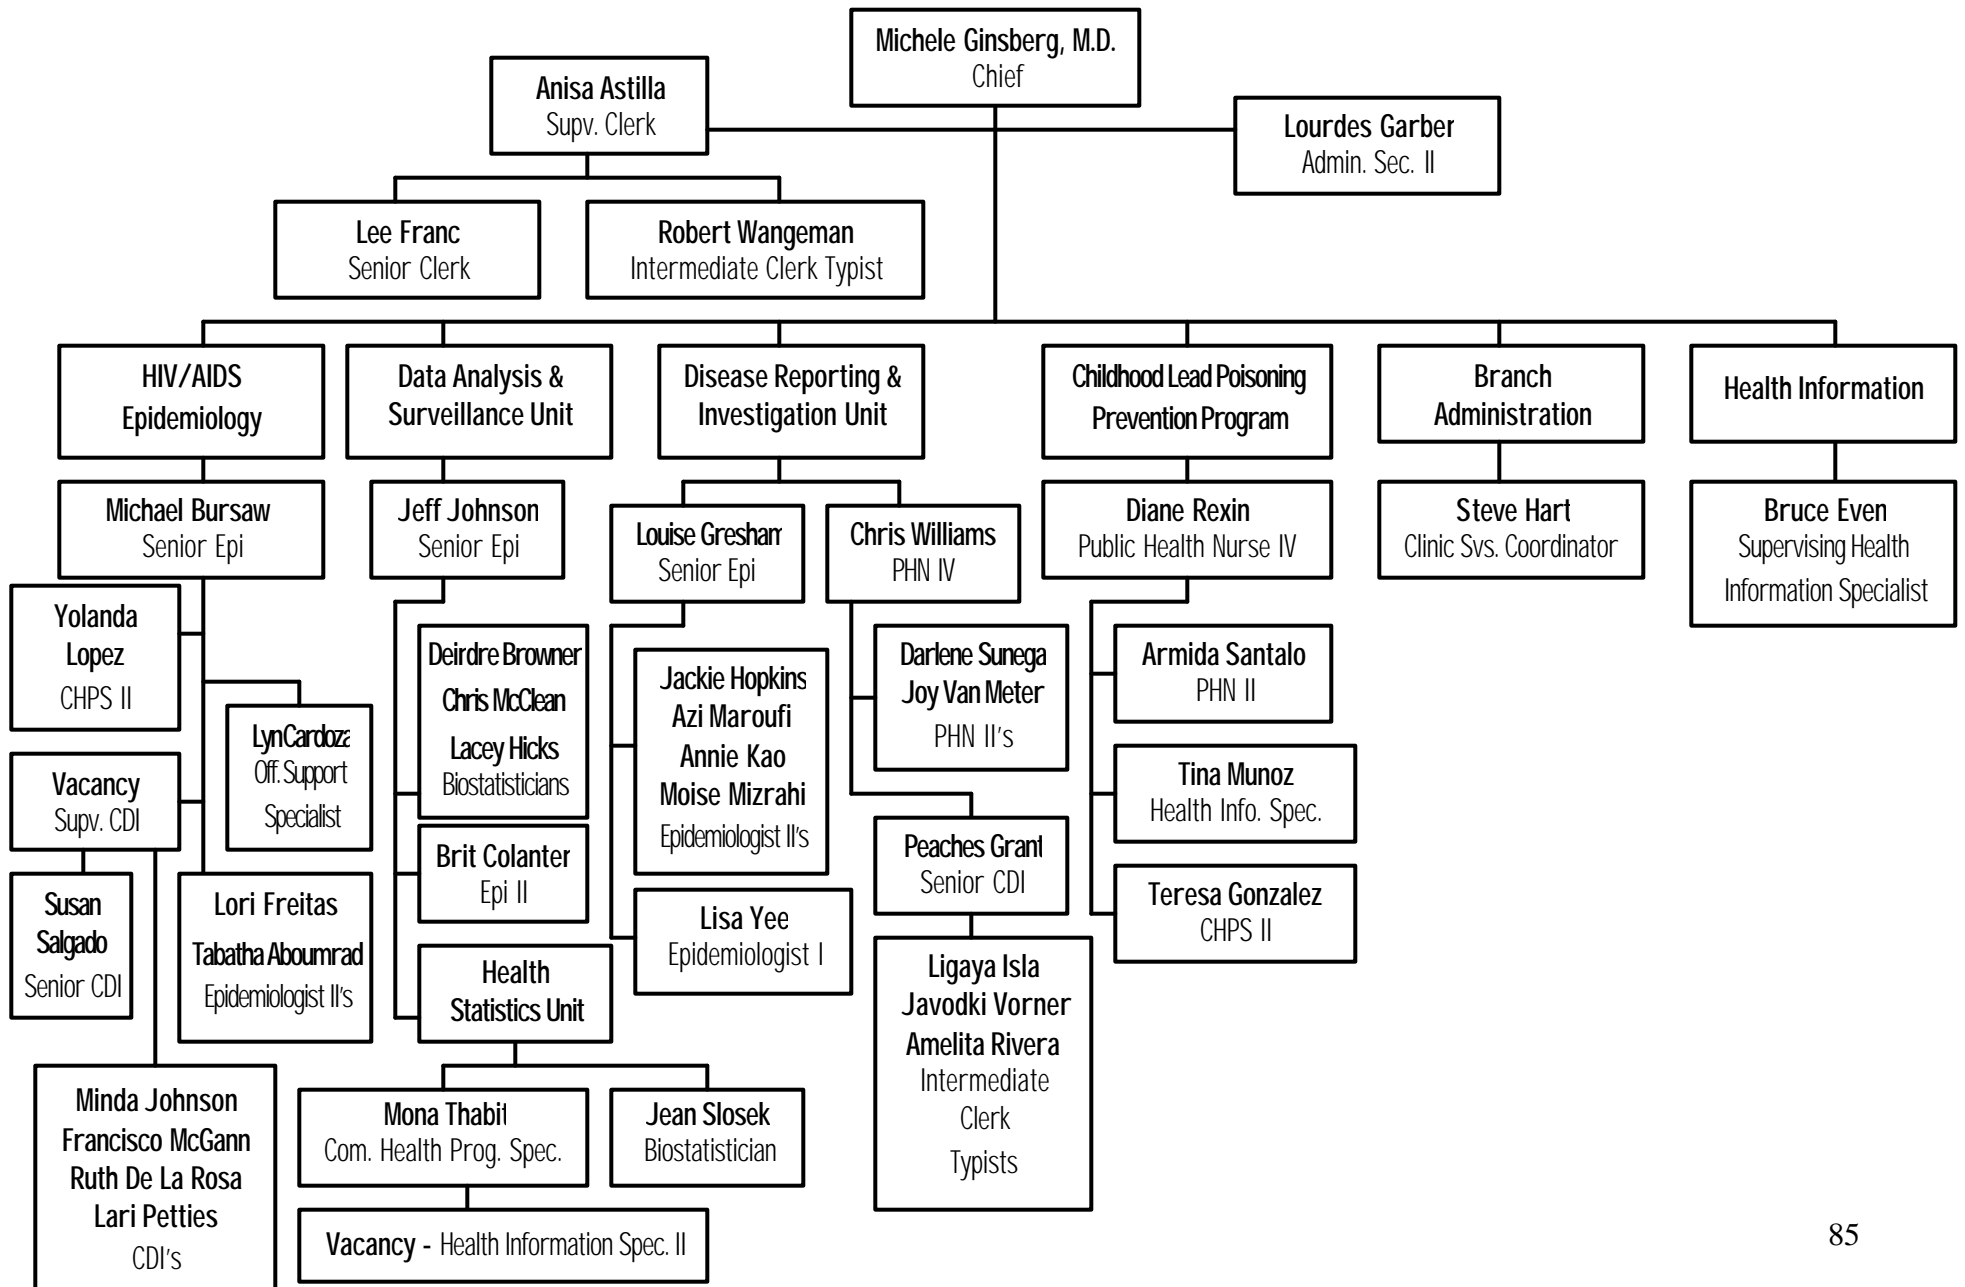 Michele Ginsberg, M.D.
Chief
Anisa Astilla
Supv. Clerk
Lourdes Garber
Admin. Sec. II
Lee Franc
Senior Clerk
Robert Wangeman
Intermediate Clerk Typist
HIV/AIDS
Epidemiology
Data Analysis &
Surveillance Unit
Disease Reporting &
Investigation Unit
Childhood Lead Poisoning
Prevention Program
Branch
Administration
Health Information
Michael Bursaw
Senior Epi
Jeff Johnson
Senior Epi
Louise Gresham
Senior Epi
Chris Williams
PHN IV
Diane Rexin
Public Health Nurse IV
Steve Hart
Clinic Svs. Coordinator
Bruce Even
Supervising Health
Information Specialist
Yolanda
Lopez
CHPS II
Lyn Cardoza
Off. Support
Specialist
Vacancy
Supv. CDI
Susan
Salgado
Senior CDI
Lori Freitas
Tabatha Aboumrad
Epidemiologist II's
Minda Johnson
Francisco McGann
Ruth De La Rosa
Lari Petties
CDI's
Deirdre Browner
Chris McClean
Lacey Hicks
Biostatisticians
Brit Colanter
Epi II
Health
Statistics Unit
Mona Thabit
Com. Health Prog. Spec.
Jean Slosek
Biostatistician
Vacancy - Health Information Spec. II
Jackie Hopkins
Azi Maroufi
Annie Kao
Moise Mizrahi
Epidemiologist II's
Lisa Yee
Epidemiologist I
Darlene Sunega
Joy Van Meter
PHN II's
Peaches Grant
Senior CDI
Ligaya Isla
Javodki Vorner
Amelita Rivera
Intermediate
Clerk
Typists
Armida Santalo
PHN II
Tina Munoz
Health Info. Spec.
Teresa Gonzalez
CHPS II
85